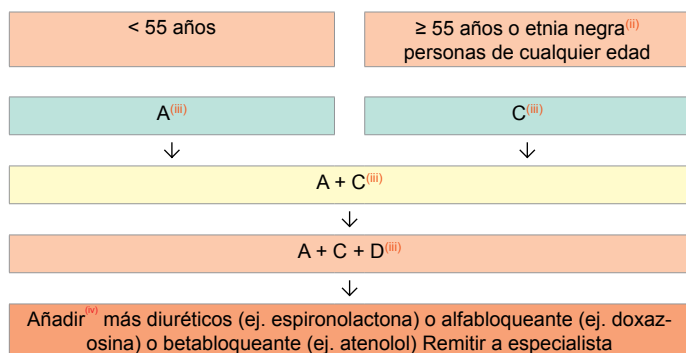 < 55 años
≥ 55 años o etnia negra(ii)
personas de cualquier edad
A(iii)
C(iii)
A + C(iii)
A + C + D(iii)
Añadir(iv) más diuréticos (ej. espironolactona) o alfabloqueante (ej. doxaz-
osina) o betabloqueante (ej. atenolol) Remitir a especialista